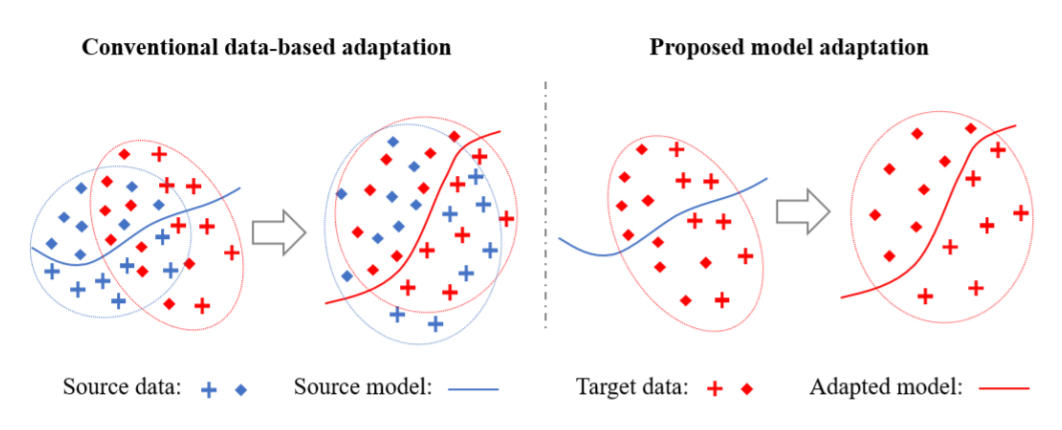 Conventional data-based adaptation
Proposed model adaptation
Source data:
Source model:
Target data:
Adapted model: